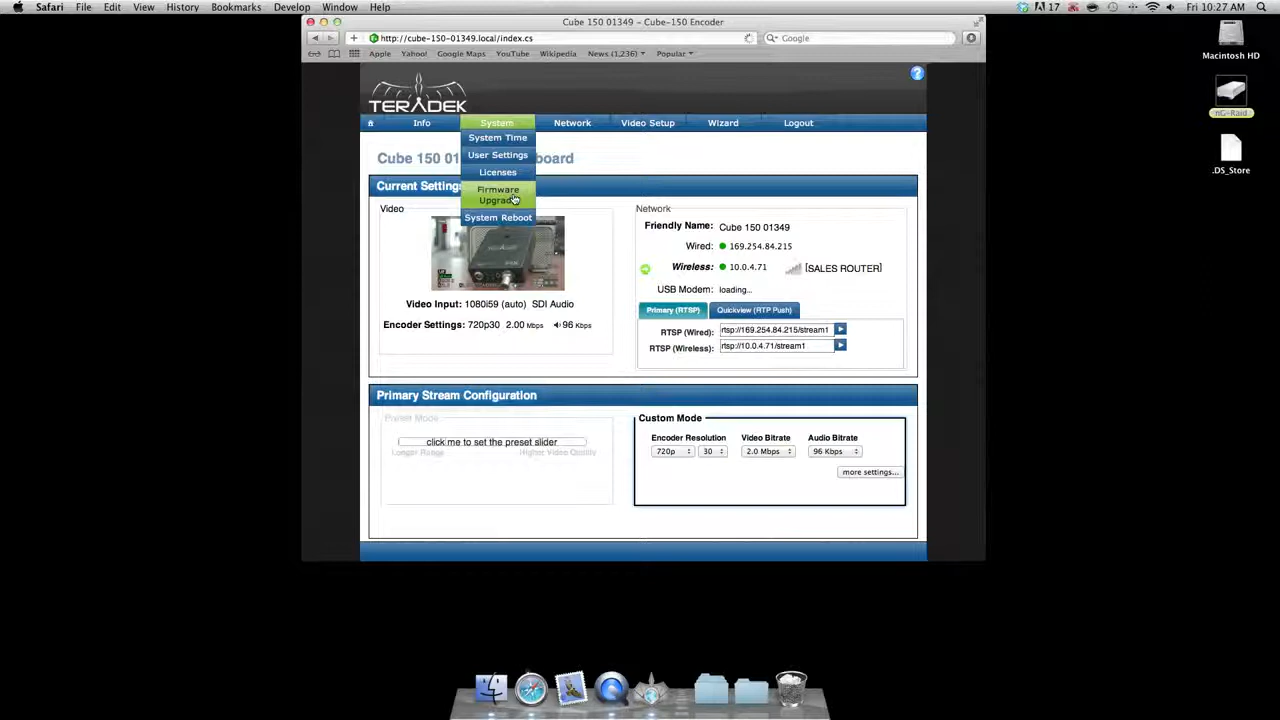 Safari File Edit View History Bookmarks Develop Window Help
17 Fri 10:27 AM
Cube 150 01349 – Cube-150 Encoder
http://cube-150-01349.local/index.cs
Google
Apple Yahoo! Google Maps YouTube Wikipedia News (1,236) Popular
Macintosh HD
nG-Raid
.DS_Store
TERADEK
?
Info System Network Video Setup Wizard Logout
System Time
User Settings
Licenses
Firmware
Upgrade
System Reboot
Cube 150 01 board
Current Settings
Video
Video Input: 1080i59 (auto) SDI Audio
Encoder Settings: 720p30 2.00 Mbps 96 Kbps
Network
Friendly Name: Cube 150 01349
Wired: 169.254.84.215
Wireless: 10.0.4.71 [SALES ROUTER]
USB Modem: loading...
Primary (RTSP) Quickview (RTP Push)
RTSP (Wired): rtsp://169.254.84.215/stream1
RTSP (Wireless): rtsp://10.0.4.71/stream1
Primary Stream Configuration
Preset Mode
click me to set the preset slider
Longer Range Higher Video Quality
Custom Mode
Encoder Resolution Video Bitrate Audio Bitrate
720p 30 2.0 Mbps 96 Kbps
more settings...